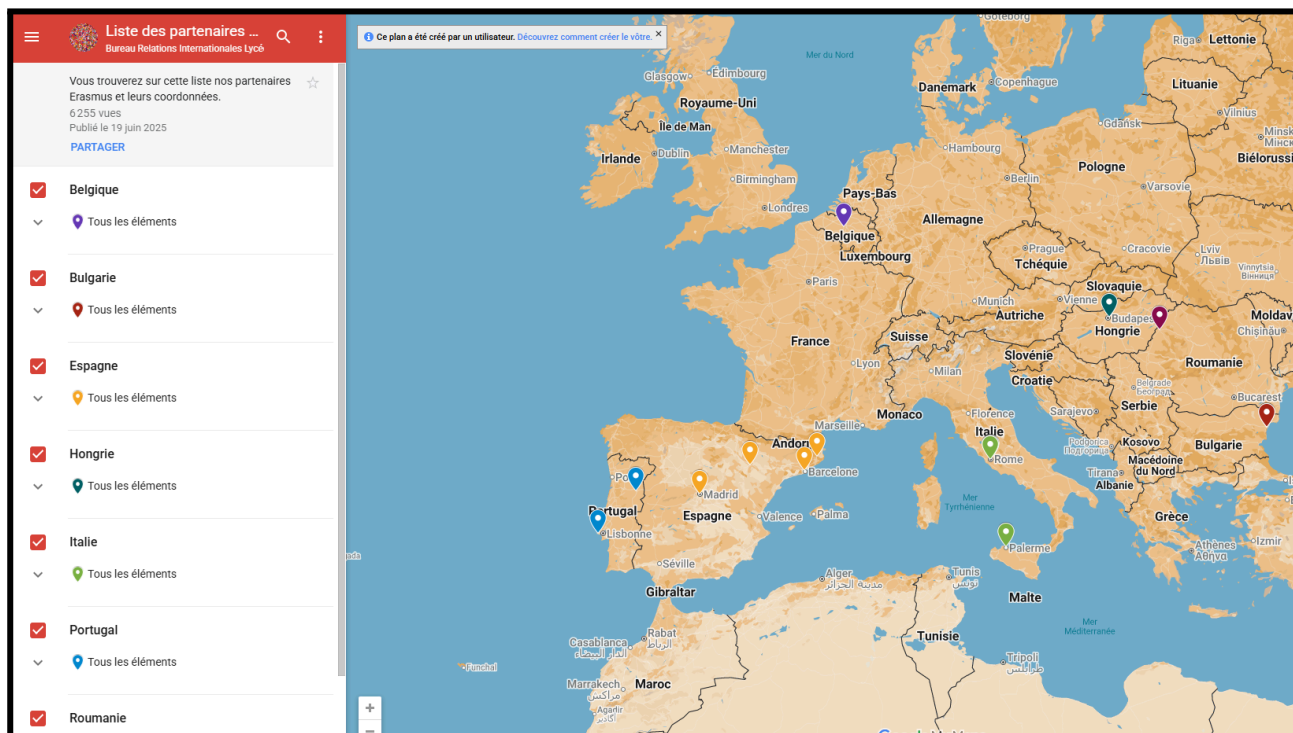 Liste des partenaires ...
Bureau Relations Internationales Lycé
Vous trouverez sur cette liste nos partenaires
Erasmus et leurs coordonnées.
6 255 vues
Publié le 19 juin 2025
PARTAGER
Belgique
Tous les éléments
Bulgarie
Tous les éléments
Espagne
Tous les éléments
Hongrie
Tous les éléments
Italie
Tous les éléments
Portugal
Tous les éléments
Roumanie
Ce plan a été créé par un utilisateur. Découvrez comment créer le vôtre.
Göteborg
Riga
Lettonie
Mer du Nord
Glasgow
Édimbourg
Danemark
Copenhague
Lituanie
Royaume-Uni
Vilnius
Île de Man
Gdańsk
Minsk
Dublin
Manchester
Hambourg
Irlande
Biélorussi
Pologne
Birmingham
Berlin
Varsovie
Pays-Bas
Londres
Allemagne
Belgique
Prague
Cracovie
Lviv
Львів
Luxembourg
Tchéquie
Vinnytsia
Вінниця
Paris
Slovaquie
Munich
Vienne
Autriche
Budapes
Moldav
Hongrie
Chișinău
France
Suisse
Slovénie
Roumanie
Lyon
Milan
Croatie
Belgrade
Београд
Bucarest
Serbie
Monaco
Florence
Sarajevo
Marseille
Italie
Andor
Podgorica
Подгорица
Kosovo
Bulgarie
Rome
Macédoine
du Nord
Barcelone
Tirana
Po
Albanie
Madrid
Mer
Tyrrhénienne
Portugal
Espagne
Valence
Palma
Grèce
Lisbonne
Athènes
Αθήνα
Izmir
Palerme
Séville
Alger
مدينة الجزائر
Tunis
تونس
Gibraltar
Malte
Mer
Méditerranée
Rabat
الرباط
Casablanca
الدار البيضاء
Tunisie
Tripoli
طرابلس
Funchal
Marrakech
مراكش
Maroc
Agadir
أكادير